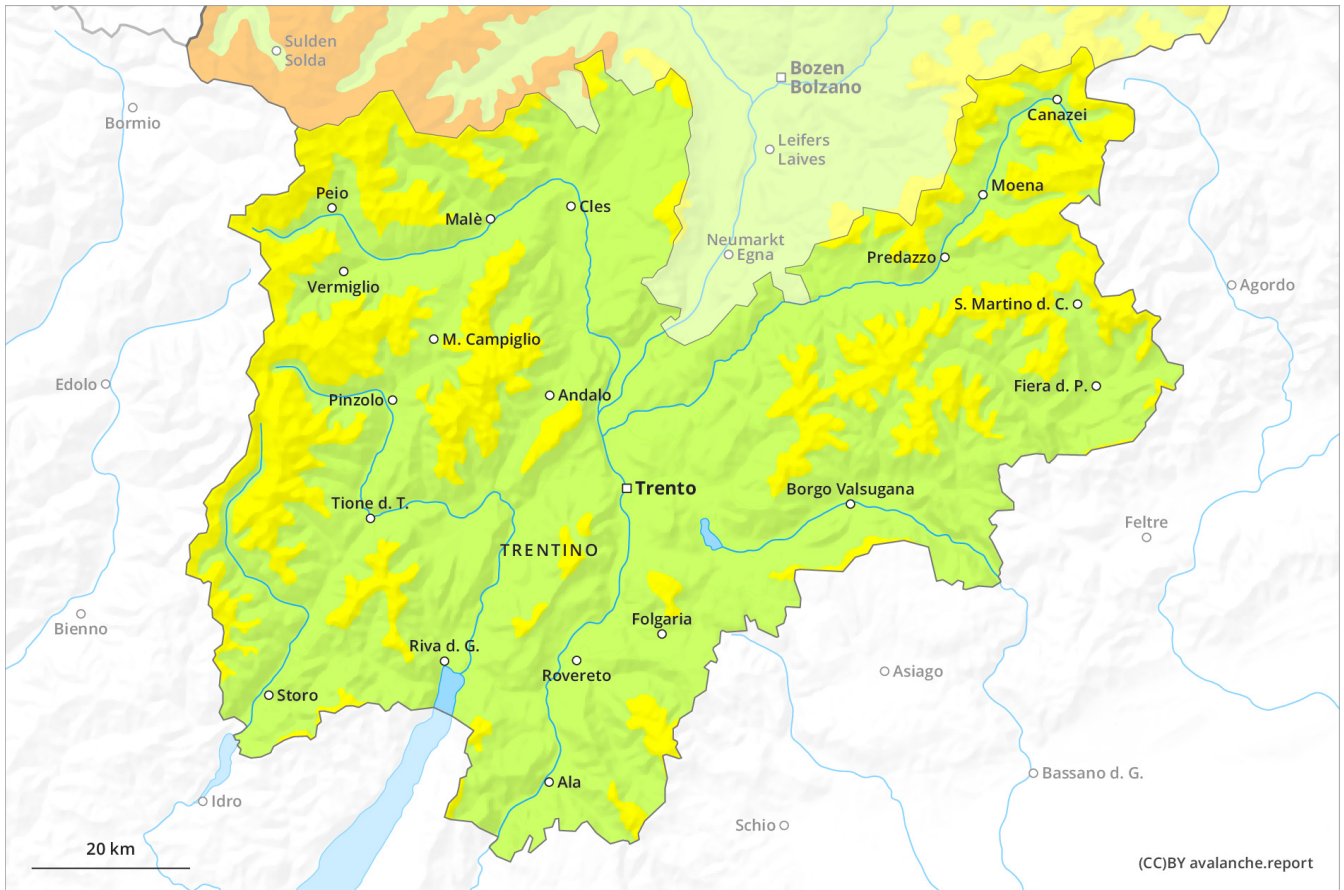 Sulden
Solda
Bozen
Bolzano
Bormio
Canazei
Leifers
Laives
Moena
Peio
Malè
Cles
Neumarkt
Egna
Predazzo
Vermiglio
Agordo
S. Martino d. C.
M. Campiglio
Edolo
Pinzolo
Andalo
Fiera d. P.
Trento
Borgo Valsugana
Tione d. T.
Feltre
TRENTINO
Bienno
Folgaria
Riva d. G.
Rovereto
Asiago
Storo
Ala
Bassano d. G.
Idro
Schio
20 km
(CC)BY avalanche.report